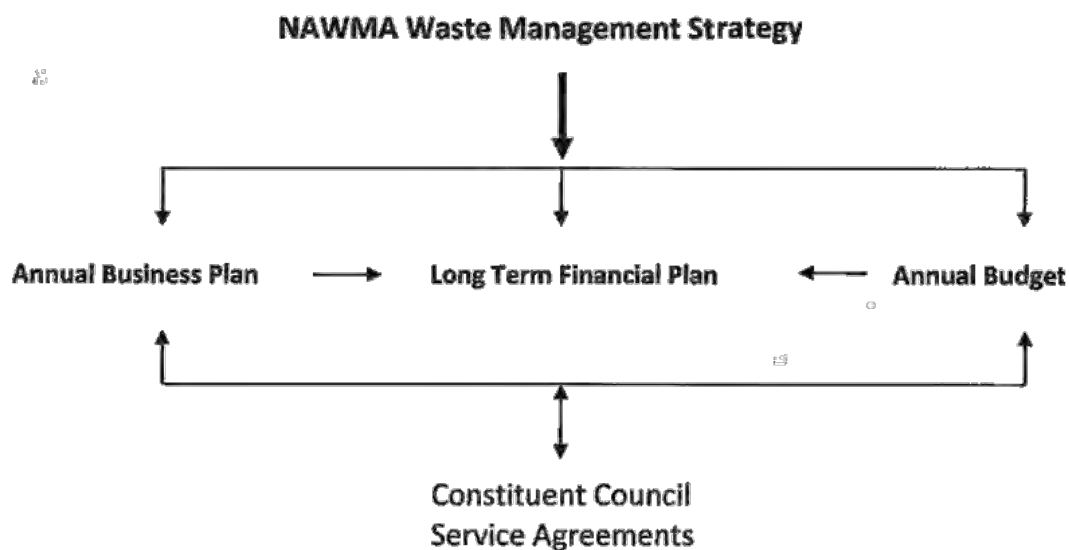 NAWMA Waste Management Strategy
Annual Business Plan
Long Term Financial Plan
Annual Budget
Constituent Council
Service Agreements